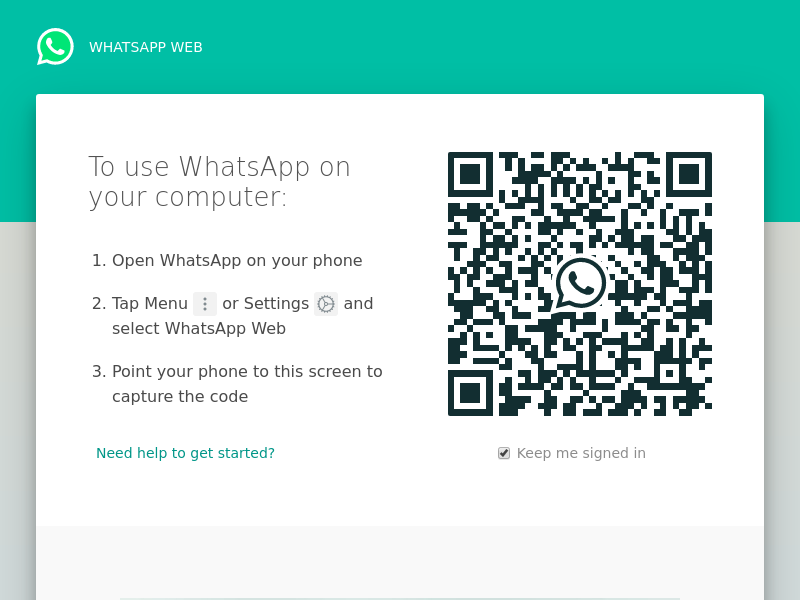 WHATSAPP WEB
To use WhatsApp on
your computer:
1. Open WhatsApp on your phone
2. Tap Menu or Settings and
select WhatsApp Web
3. Point your phone to this screen to
capture the code
Need help to get started?
Keep me signed in